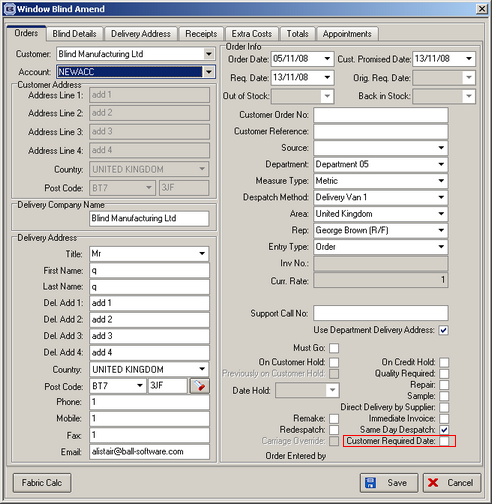 Window Blind Amend
Orders Blind Details Delivery Address Receipts Extra Costs Totals Appointments
Customer: Blind Manufacturing Ltd
Account: NEWACC
Customer Address
Address Line 1: add 1
Address Line 2: add 2
Address Line 3: add 3
Address Line 4: add 4
Country: UNITED KINGDOM
Post Code: BT7 3JF
Delivery Company Name
Blind Manufacturing Ltd
Delivery Address
Title: Mr
First Name: q
Last Name: q
Del. Add 1: add 1
Del. Add 2: add 2
Del. Add 3: add 3
Del. Add 4: add 4
Country: UNITED KINGDOM
Post Code: BT7 3JF
Phone: 1
Mobile: 1
Fax: 1
Email: alistair@ball-software.com
Order Info
Order Date: 05/11/08 Cust. Promised Date: 13/11/08
Req. Date: 13/11/08 Orig. Req. Date:
Out of Stock: Back in Stock:
Customer Order No:
Customer Reference:
Source:
Department: Department 05
Measure Type: Metric
Despatch Method: Delivery Van 1
Area: United Kingdom
Rep: George Brown (R/F)
Entry Type: Order
Inv No.:
Curr. Rate: 1
Support Call No:
Use Department Delivery Address:
Must Go:
On Customer Hold: On Credit Hold:
Previously on Customer Hold: Quality Required:
Repair:
Date Hold: Sample:
Direct Delivery by Supplier:
Remake: Immediate Invoice:
Redespatch: Same Day Despatch:
Carriage Override: Customer Required Date:
Order Entered by
Fabric Calc Save Cancel